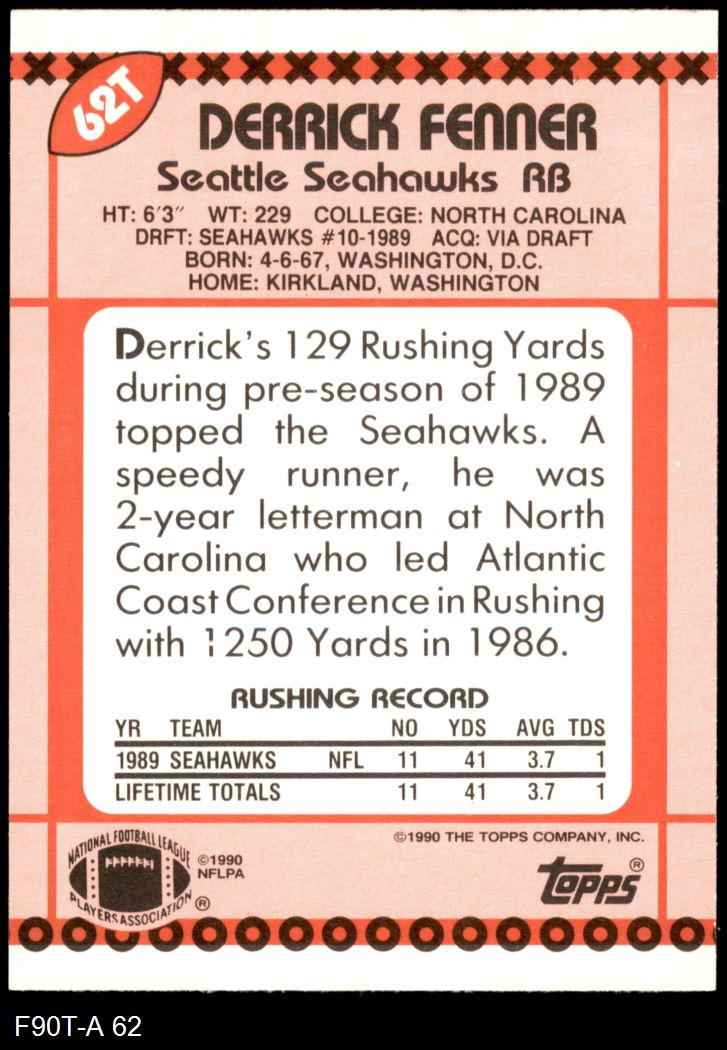 62T
DERRICK FENNER
Seattle Seahawks RB
HT: 6'3" WT: 229 COLLEGE: NORTH CAROLINA
DRFT: SEAHAWKS #10-1989 ACQ: VIA DRAFT
BORN: 4-6-67, WASHINGTON, D.C.
HOME: KIRKLAND, WASHINGTON
Derrick's 129 Rushing Yards
during pre-season of 1989
topped the Seahawks. A
speedy runner, he was
2-year letterman at North
Carolina who led Atlantic
Coast Conference in Rushing
with 1250 Yards in 1986.
RUSHING RECORD
YR TEAM NO YDS AVG TDS
1989 SEAHAWKS NFL 11 41 3.7 1
LIFETIME TOTALS 11 41 3.7 1
©1990 THE TOPPS COMPANY, INC.
NATIONAL FOOTBALL LEAGUE
PLAYERS ASSOCIATION ®
©1990
NFLPA
topps®
F90T-A 62